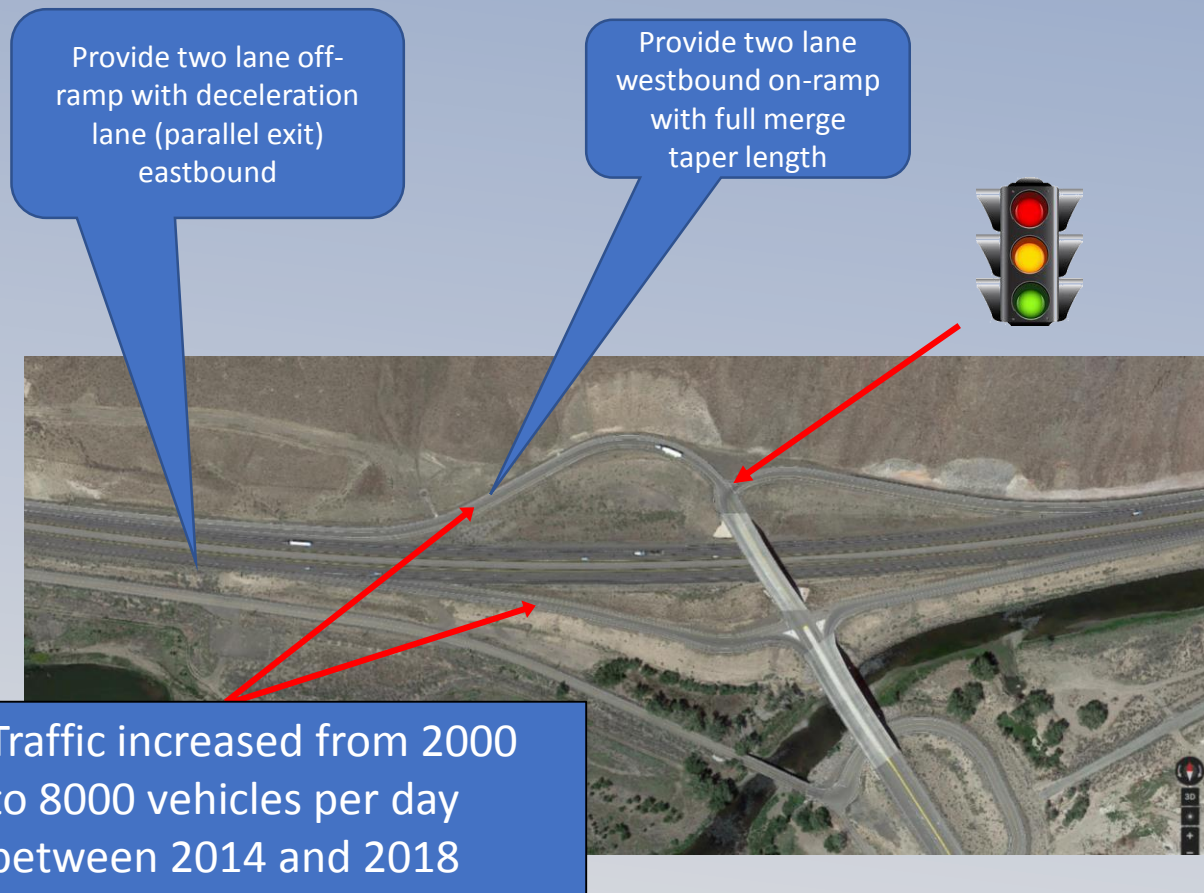 Provide two lane off-
ramp with deceleration
lane (parallel exit)
eastbound
Provide two lane
westbound on-ramp
with full merge
taper length
Traffic increased from 2000
to 8000 vehicles per day
between 2014 and 2018
3D